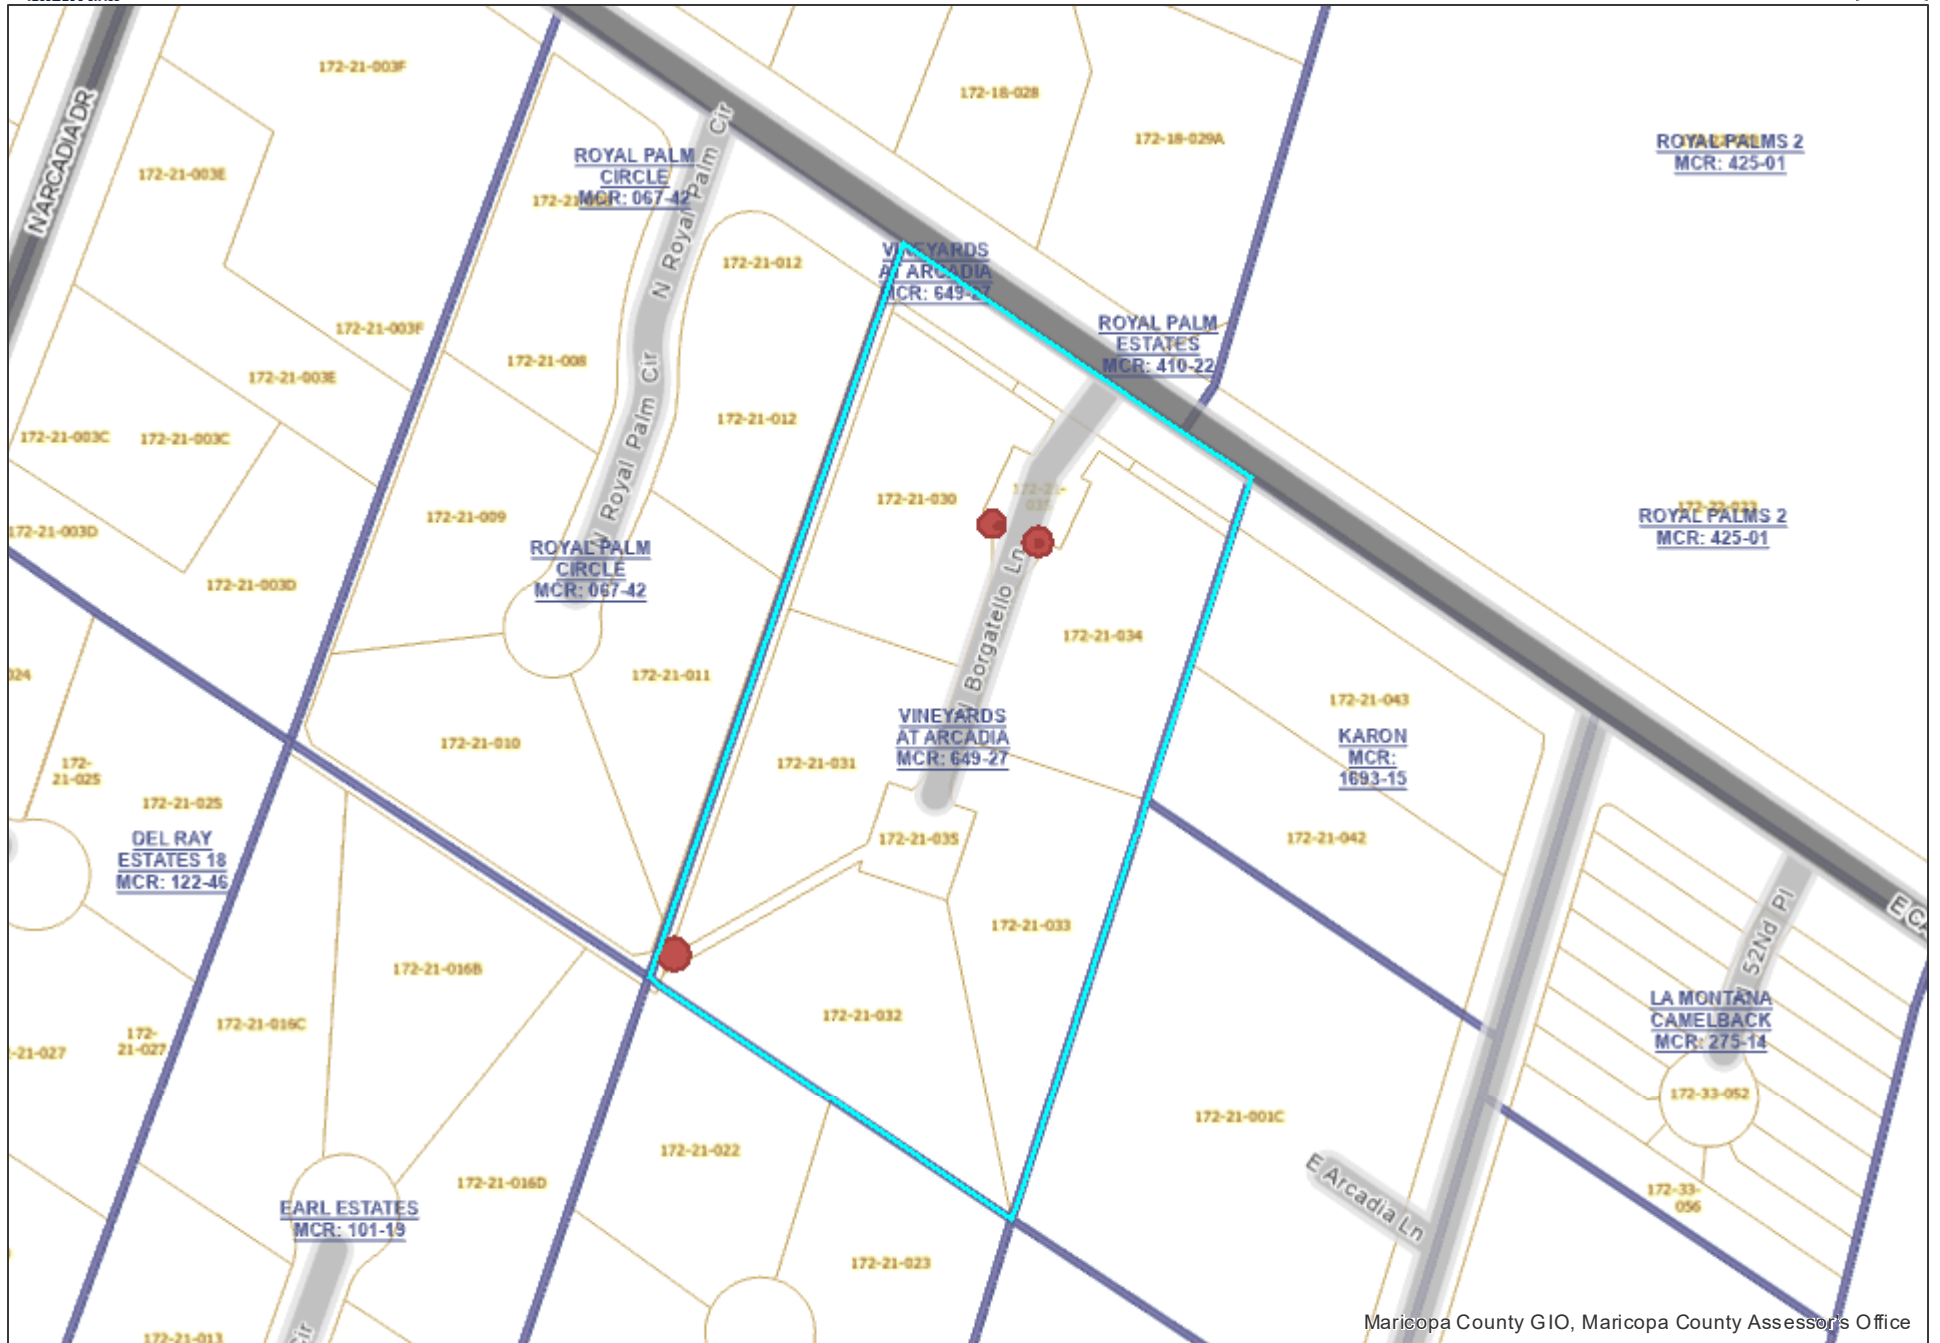 172-21-003F
172-18-028
172-18-029A
N ARCADIA DR
172-21-003E
ROYAL PALM
CIRCLE
MCR: 067-42
N Royal Palm Cir
ROYAL PALMS 2
MCR: 425-01
172-21-012
VINEYARDS
AT ARCADIA
MCR: 649-27
172-21-003F
ROYAL PALM
ESTATES
MCR: 410-22
172-21-003E
172-21-008
N Royal Palm Cir
172-21-012
172-21-003C
172-21-003C
172-21-009
172-21-030
172-21-
035
172-22-023
ROYAL PALMS 2
MCR: 425-01
172-21-003D
172-21-003D
ROYAL PALM
CIRCLE
MCR: 067-42
Borgatello Ln
172-21-034
024
172-21-011
172-21-043
172-21-010
VINEYARDS
AT ARCADIA
MCR: 649-27
KARON
MCR:
1693-15
172-
21-025
172-21-025
172-21-031
172-21-035
172-21-042
DEL RAY
ESTATES 18
MCR: 122-46
E CA
172-21-033
52Nd Pl
172-21-016B
172-21-032
LA MONTANA
CAMELBACK
MCR: 275-14
172-21-016C
172-
21-027
-21-027
172-33-052
172-21-001C
172-21-022
E Arcadia Ln
172-21-016D
172-33-
056
EARL ESTATES
MCR: 101-19
172-21-023
172-21-013
Cir
Maricopa County GIO, Maricopa County Assessor's Office